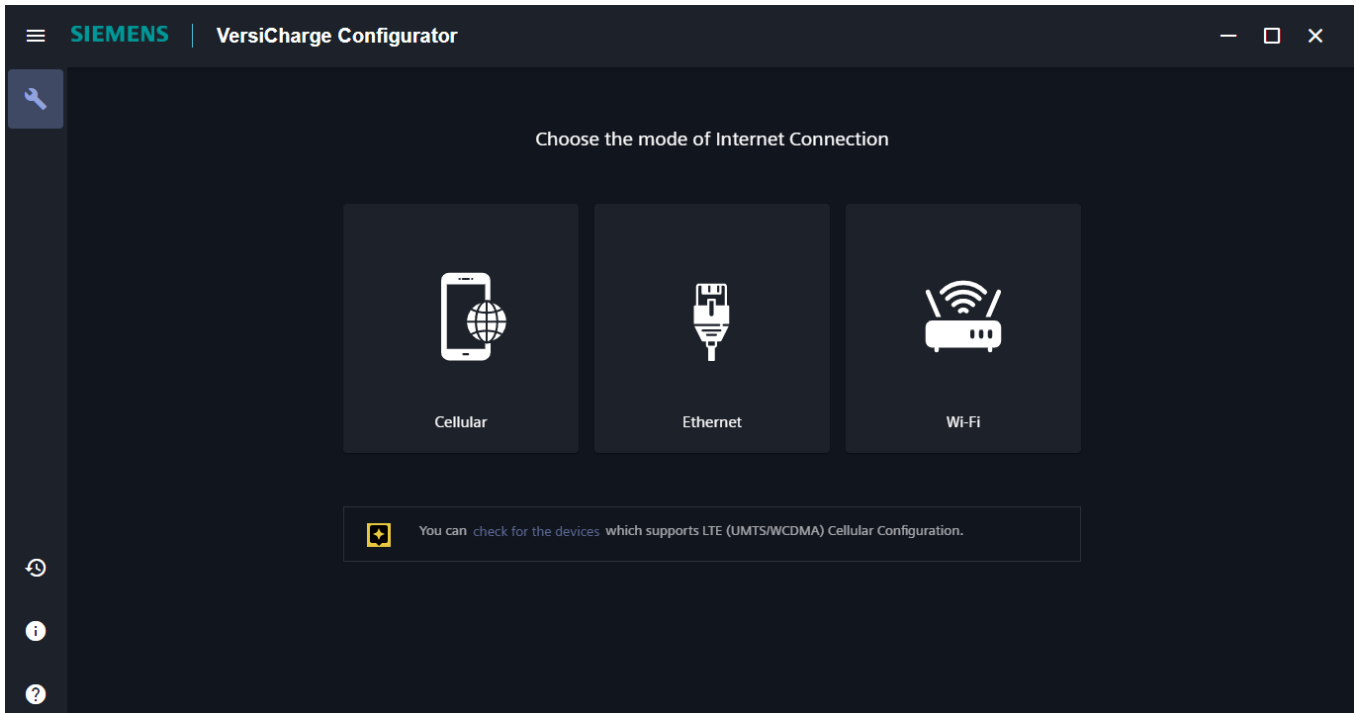 SIEMENS VersiCharge Configurator
Choose the mode of Internet Connection
Cellular Ethernet Wi-Fi
You can check for the devices which supports LTE (UMTS/WCDMA) Cellular Configuration.